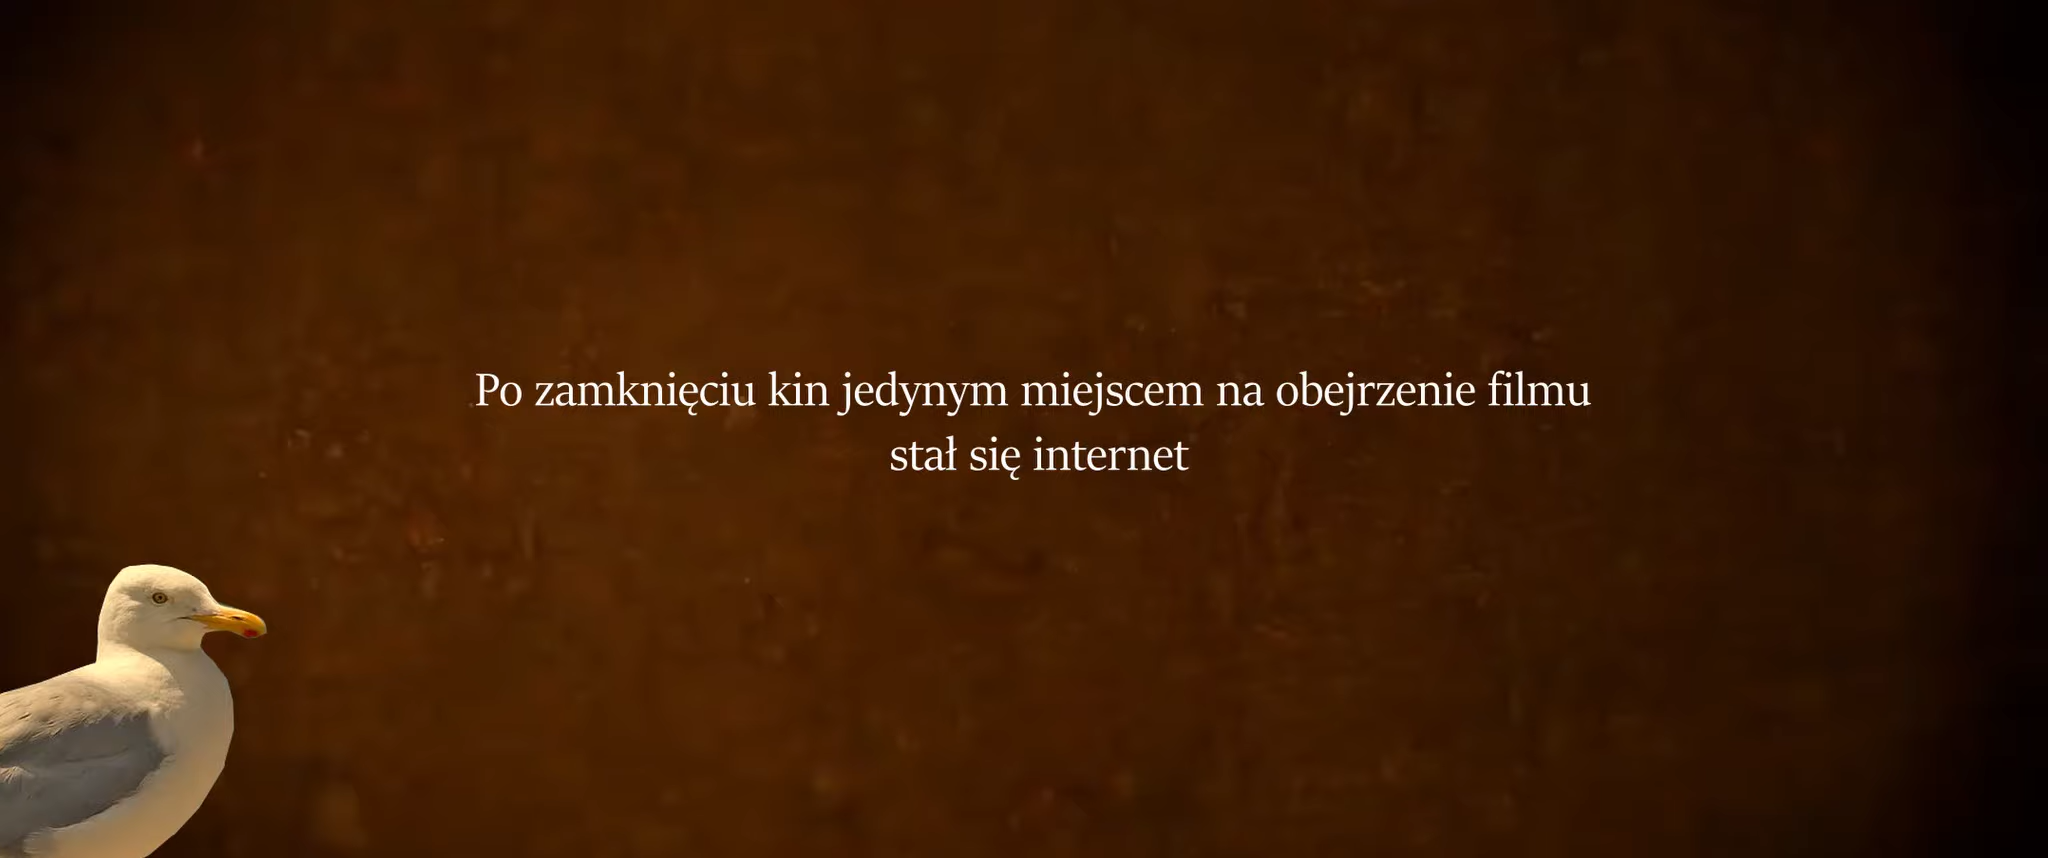 Po zamknięciu kin jedynym miejscem na obejrzenie filmu
stał się internet